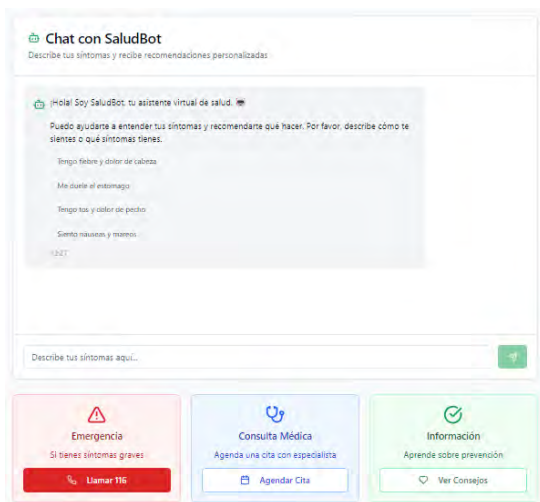 Chat con SaludBot
Describe tus síntomas y recibe recomendaciones personalizadas
¡Hola! Soy SaludBot, tu asistente virtual de salud.
Puedo ayudarte a entender tus síntomas y recomendarte qué hacer. Por favor, describe cómo te
sientes o qué síntomas tienes.
Tengo fiebre y dolor de cabeza
Me duele el estómago
Tengo tos y dolor de pecho
Siento náuseas y mareos
Describe tus síntomas aquí...
Emergencia
Si tienes síntomas graves
Llamar 116
Consulta Médica
Agenda una cita con especialista
Agendar Cita
Información
Aprende sobre prevención
Ver Consejos